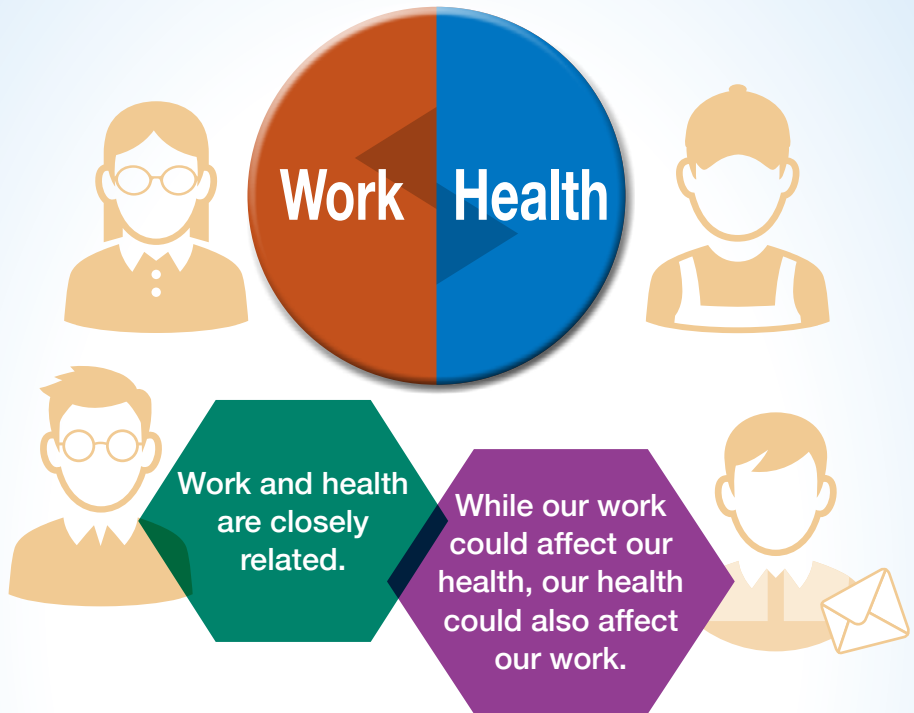 Work Health
Work and health
are closely
related.
While our work
could affect our
health, our health
could also affect
our work.